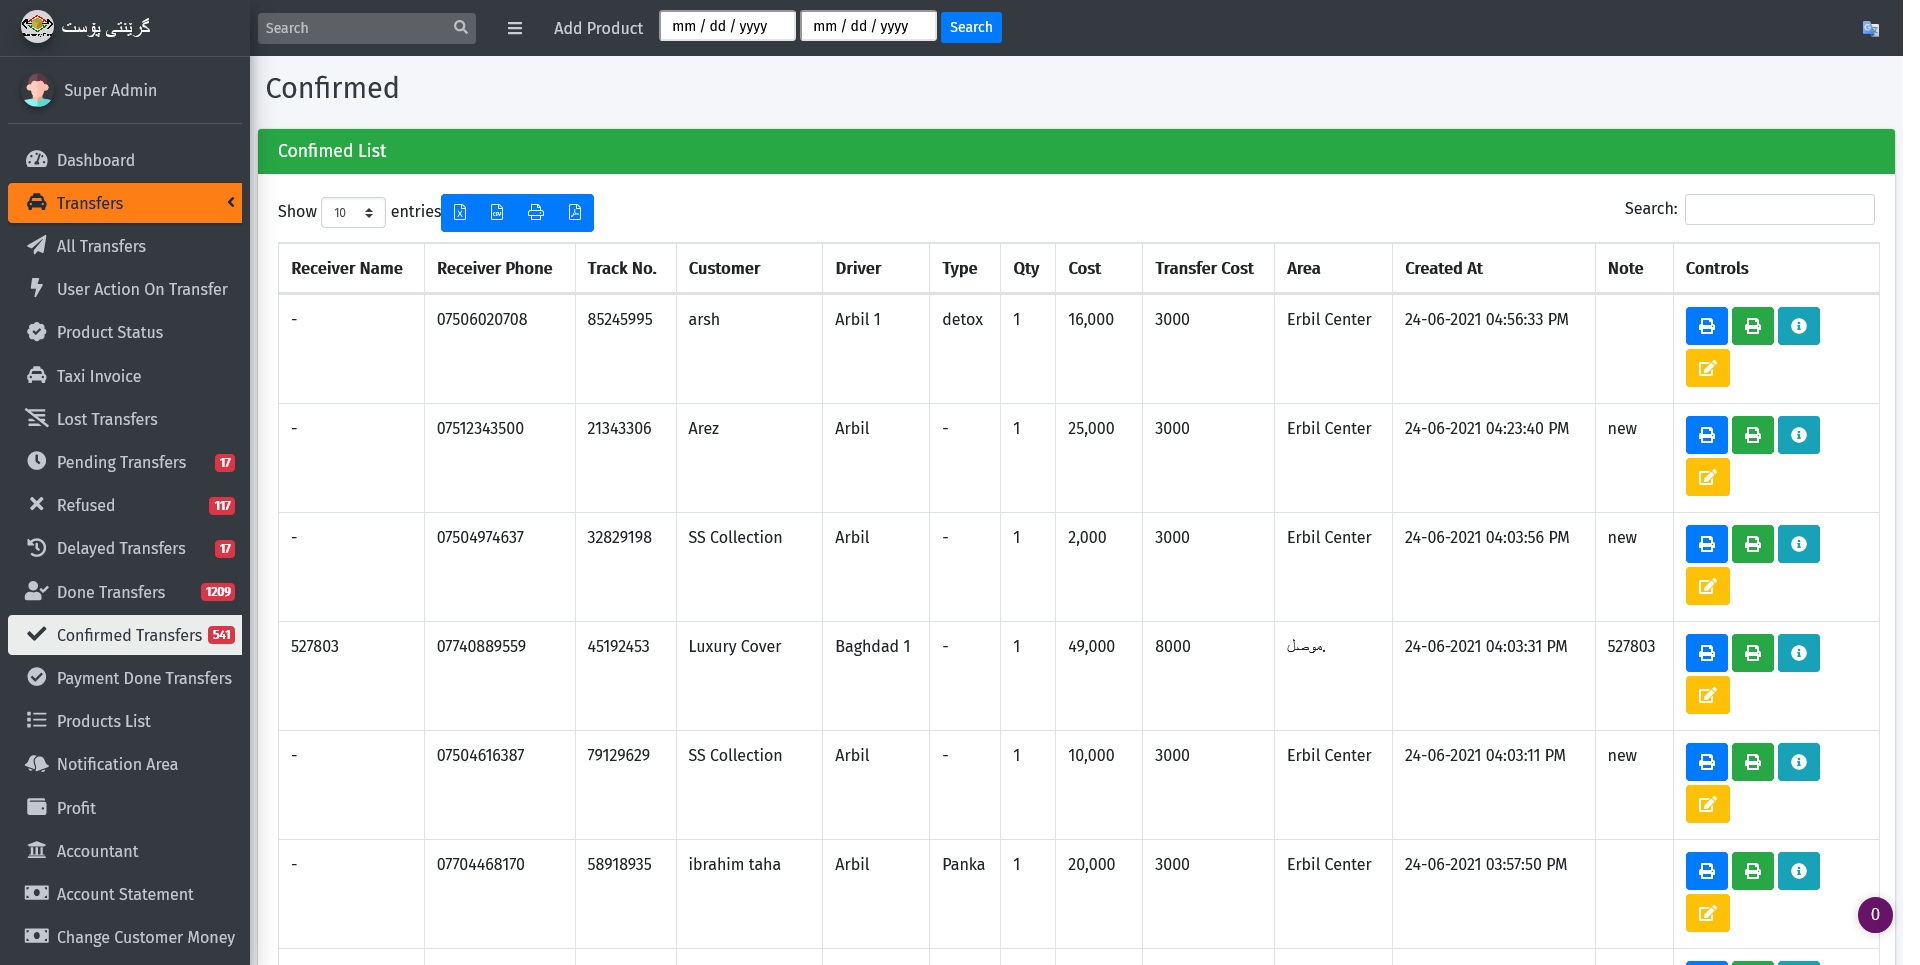 گرێنتی پۆست
Search
Add Product
mm / dd / yyyy
mm / dd / yyyy
Search
Super Admin
Dashboard
Transfers
All Transfers
User Action On Transfer
Product Status
Taxi Invoice
Lost Transfers
Pending Transfers 17
Refused 117
Delayed Transfers 17
Done Transfers 1209
Confirmed Transfers 541
Payment Done Transfers
Products List
Notification Area
Profit
Accountant
Account Statement
Change Customer Money
Confirmed
Confimed List
Show 10 entries
Search:
Receiver Name Receiver Phone Track No. Customer Driver Type Qty Cost Transfer Cost Area Created At Note Controls
- 07506020708 85245995 arsh Arbil 1 detox 1 16,000 3000 Erbil Center 24-06-2021 04:56:33 PM
- 07512343500 21343306 Arez Arbil - 1 25,000 3000 Erbil Center 24-06-2021 04:23:40 PM new
- 07504974637 32829198 SS Collection Arbil - 1 2,000 3000 Erbil Center 24-06-2021 04:03:56 PM new
527803 07740889559 45192453 Luxury Cover Baghdad 1 - 1 49,000 8000 موصل. 24-06-2021 04:03:31 PM 527803
- 07504616387 79129629 SS Collection Arbil - 1 10,000 3000 Erbil Center 24-06-2021 04:03:11 PM new
- 07704468170 58918935 ibrahim taha Arbil Panka 1 20,000 3000 Erbil Center 24-06-2021 03:57:50 PM
0